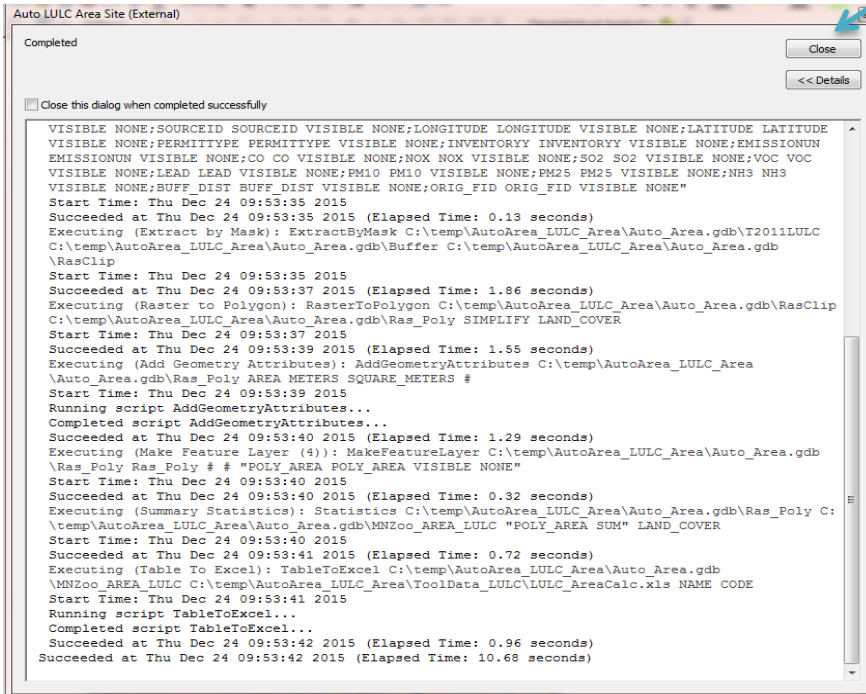 Auto LULC Area Site (External)
Completed
Close
<< Details
Close this dialog when completed successfully
VISIBLE NONE;SOURCEID SOURCEID VISIBLE NONE;LONGITUDE LONGITUDE VISIBLE NONE;LATITUDE LATITUDE
VISIBLE NONE;PERMITTYPE PERMITTYPE VISIBLE NONE;INVENTORYY INVENTORYY VISIBLE NONE;EMISSIONUN
EMISSIONUN VISIBLE NONE;CO CO VISIBLE NONE;NOX NOX VISIBLE NONE;SO2 SO2 VISIBLE NONE;VOC VOC
VISIBLE NONE;LEAD LEAD VISIBLE NONE;PM10 PM10 VISIBLE NONE;PM25 PM25 VISIBLE NONE;NH3 NH3
VISIBLE NONE;BUFF_DIST BUFF_DIST VISIBLE NONE;ORIG_FID ORIG_FID VISIBLE NONE"
Start Time: Thu Dec 24 09:53:35 2015
Succeeded at Thu Dec 24 09:53:35 2015 (Elapsed Time: 0.13 seconds)
Executing (Extract by Mask): ExtractByMask C:\temp\AutoArea_LULC_Area\Auto_Area.gdb\T2011LULC
C:\temp\AutoArea_LULC_Area\Auto_Area.gdb\Buffer C:\temp\AutoArea_LULC_Area\Auto_Area.gdb
\RasClip
Start Time: Thu Dec 24 09:53:35 2015
Succeeded at Thu Dec 24 09:53:37 2015 (Elapsed Time: 1.86 seconds)
Executing (Raster to Polygon): RasterToPolygon C:\temp\AutoArea_LULC_Area\Auto_Area.gdb\RasClip
C:\temp\AutoArea_LULC_Area\Auto_Area.gdb\Ras_Poly SIMPLIFY LAND_COVER
Start Time: Thu Dec 24 09:53:37 2015
Succeeded at Thu Dec 24 09:53:39 2015 (Elapsed Time: 1.55 seconds)
Executing (Add Geometry Attributes): AddGeometryAttributes C:\temp\AutoArea_LULC_Area
\Auto_Area.gdb\Ras_Poly AREA METERS SQUARE_METERS #
Start Time: Thu Dec 24 09:53:39 2015
Running script AddGeometryAttributes...
Completed script AddGeometryAttributes...
Succeeded at Thu Dec 24 09:53:40 2015 (Elapsed Time: 1.29 seconds)
Executing (Make Feature Layer (4)): MakeFeatureLayer C:\temp\AutoArea_LULC_Area\Auto_Area.gdb
\Ras_Poly Ras_Poly # # "POLY_AREA POLY_AREA VISIBLE NONE"
Start Time: Thu Dec 24 09:53:40 2015
Succeeded at Thu Dec 24 09:53:40 2015 (Elapsed Time: 0.32 seconds)
Executing (Summary Statistics): Statistics C:\temp\AutoArea_LULC_Area\Auto_Area.gdb\Ras_Poly C:
\temp\AutoArea_LULC_Area\Auto_Area.gdb\MNZoo_AREA_LULC "POLY_AREA SUM" LAND_COVER
Start Time: Thu Dec 24 09:53:40 2015
Succeeded at Thu Dec 24 09:53:41 2015 (Elapsed Time: 0.72 seconds)
Executing (Table To Excel): TableToExcel C:\temp\AutoArea_LULC_Area\Auto_Area.gdb
\MNZoo_AREA_LULC C:\temp\AutoArea_LULC_Area\ToolData_LULC\LULC_AreaCalc.xls NAME CODE
Start Time: Thu Dec 24 09:53:41 2015
Running script TableToExcel...
Completed script TableToExcel...
Succeeded at Thu Dec 24 09:53:42 2015 (Elapsed Time: 0.96 seconds)
Succeeded at Thu Dec 24 09:53:42 2015 (Elapsed Time: 10.68 seconds)